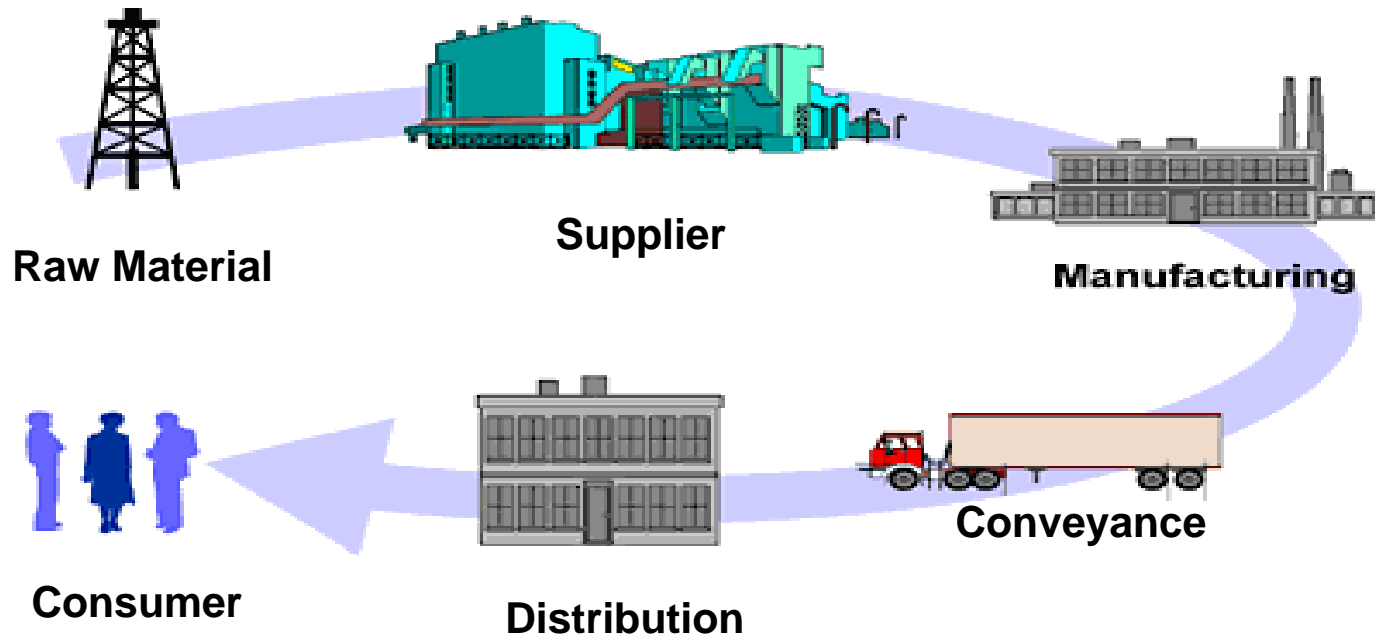 Raw Material
Supplier
Manufacturing
Conveyance
Distribution
Consumer